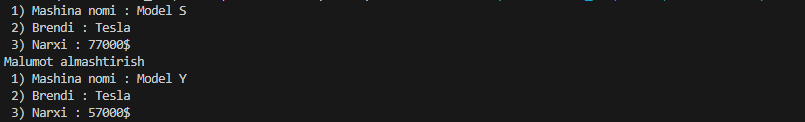 1) Mashina nomi : Model S
2) Brendi : Tesla
3) Narxi : 77000$
Malumot almashtirish
1) Mashina nomi : Model Y
2) Brendi : Tesla
3) Narxi : 57000$